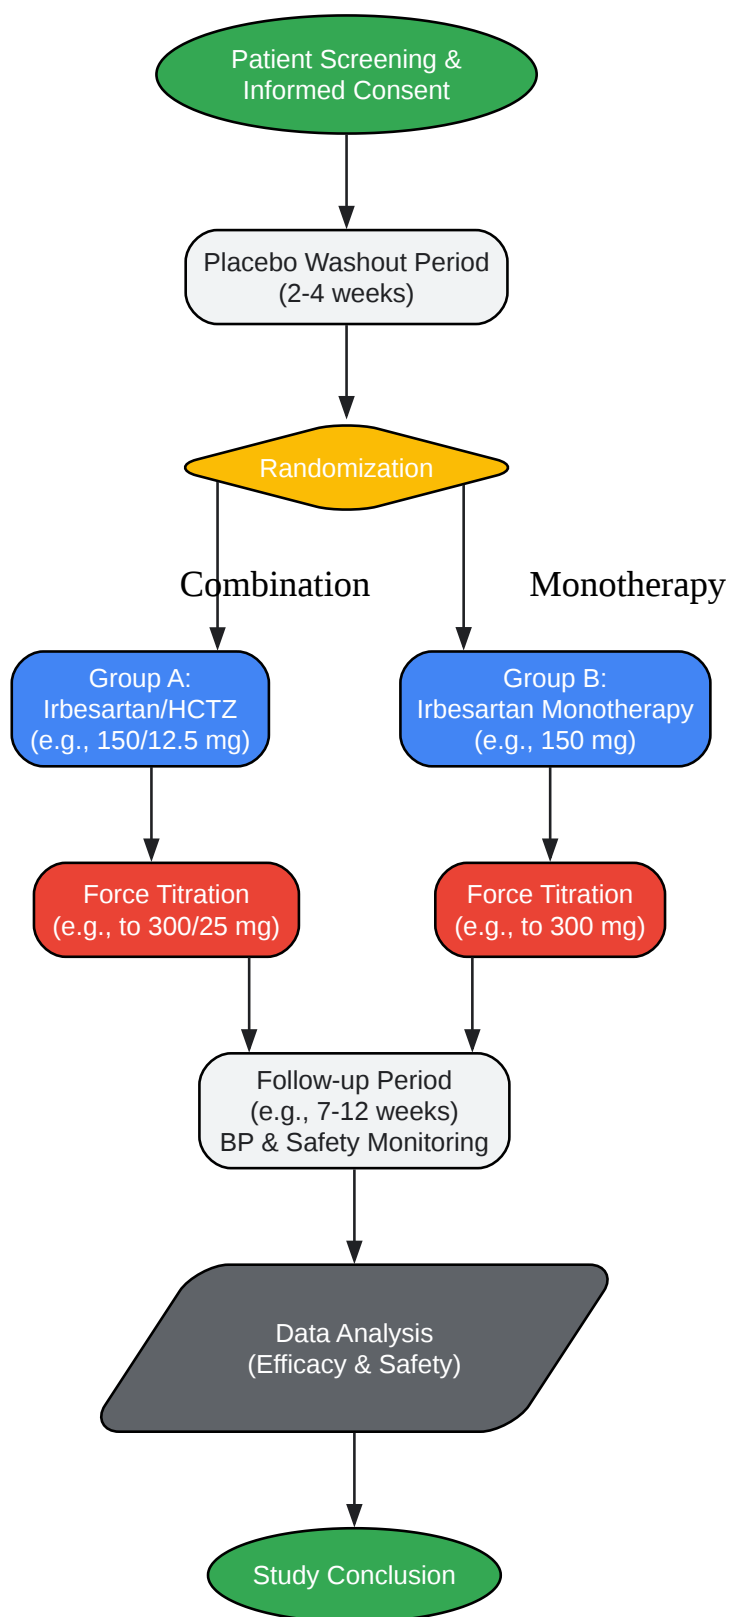 Patient Screening &
Informed Consent
Placebo Washout Period
(2-4 weeks)
Randomization
Combination
Monotherapy
Group A:
Irbesartan/HCTZ
(e.g., 150/12.5 mg)
Group B:
Irbesartan Monotherapy
(e.g., 150 mg)
Force Titration
(e.g., to 300/25 mg)
Force Titration
(e.g., to 300 mg)
Follow-up Period
(e.g., 7-12 weeks)
BP & Safety Monitoring
Data Analysis
(Efficacy & Safety)
Study Conclusion